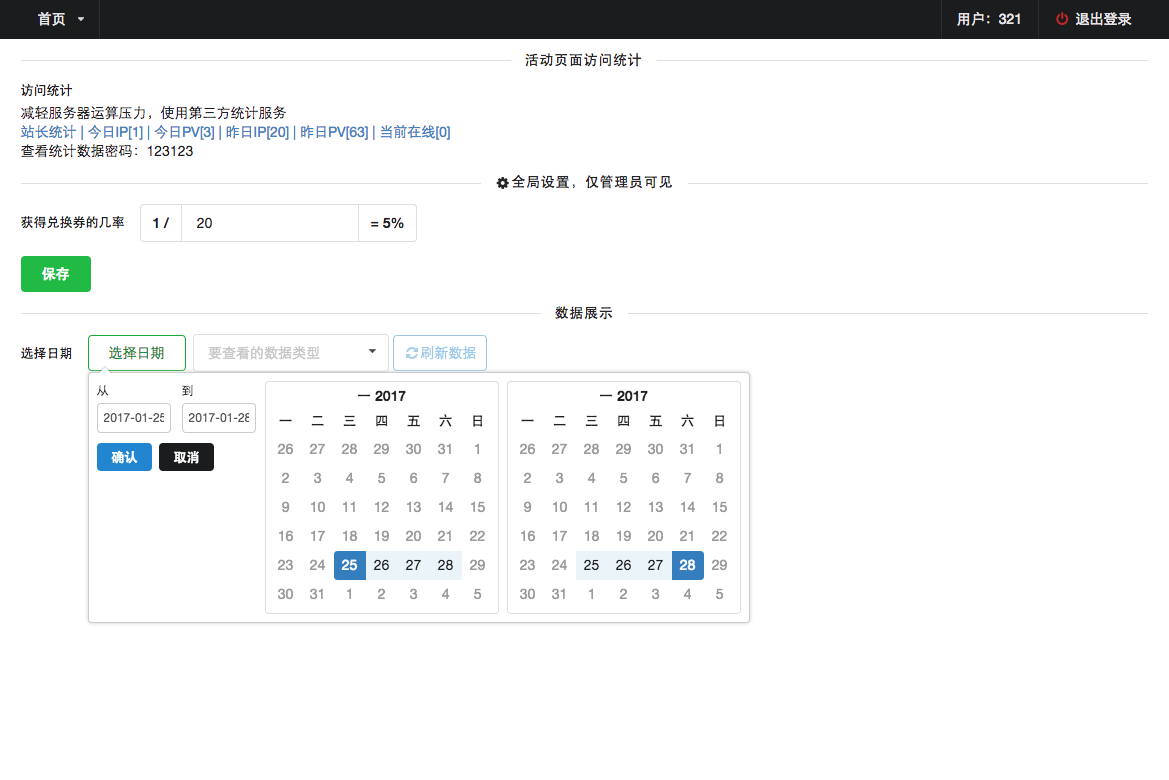 首页 用户：321 退出登录
活动页面访问统计
访问统计
减轻服务器运算压力，使用第三方统计服务
站长统计 | 今日IP[1] | 今日PV[3] | 昨日IP[20] | 昨日PV[63] | 当前在线[0]
查看统计数据密码：123123
全局设置，仅管理员可见
获得兑换券的几率 1 / 20 = 5%
保存
数据展示
选择日期 选择日期 要查看的数据类型 刷新数据
从 到
2017-01-25 2017-01-28
确认 取消
一 2017
一 二 三 四 五 六 日
26 27 28 29 30 31 1
2 3 4 5 6 7 8
9 10 11 12 13 14 15
16 17 18 19 20 21 22
23 24 25 26 27 28 29
30 31 1 2 3 4 5
一 2017
一 二 三 四 五 六 日
26 27 28 29 30 31 1
2 3 4 5 6 7 8
9 10 11 12 13 14 15
16 17 18 19 20 21 22
23 24 25 26 27 28 29
30 31 1 2 3 4 5